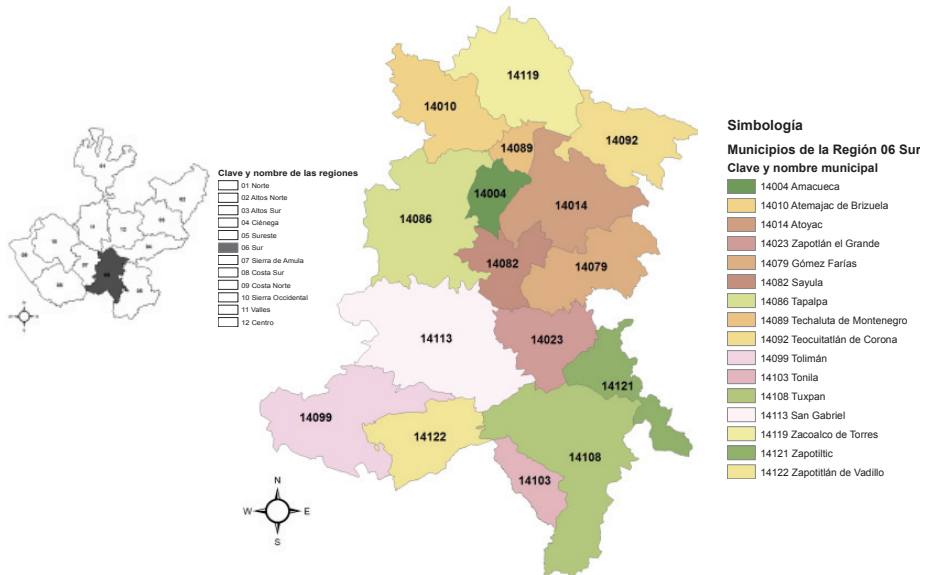 Clave y nombre de las regiones
01 Norte
02 Altos Norte
03 Altos Sur
04 Ciénega
05 Sureste
06 Sur
07 Sierra de Amula
08 Costa Sur
09 Costa Norte
10 Sierra Occidental
11 Valles
12 Centro
14119
14010
14092
14089
14004
14014
14086
14082
14079
14113
14023
14121
14099
14122
14108
14103
N
W
E
S
Simbología
Municipios de la Región 06 Sur
Clave y nombre municipal
14004 Amacueca
14010 Atemajac de Brizuela
14014 Atoyac
14023 Zapotlán el Grande
14079 Gómez Farías
14082 Sayula
14086 Tapalpa
14089 Techaluta de Montenegro
14092 Teocuitatlán de Corona
14099 Tolimán
14103 Tonila
14108 Tuxpan
14113 San Gabriel
14119 Zacoalco de Torres
14121 Zapotiltic
14122 Zapotitlán de Vadillo